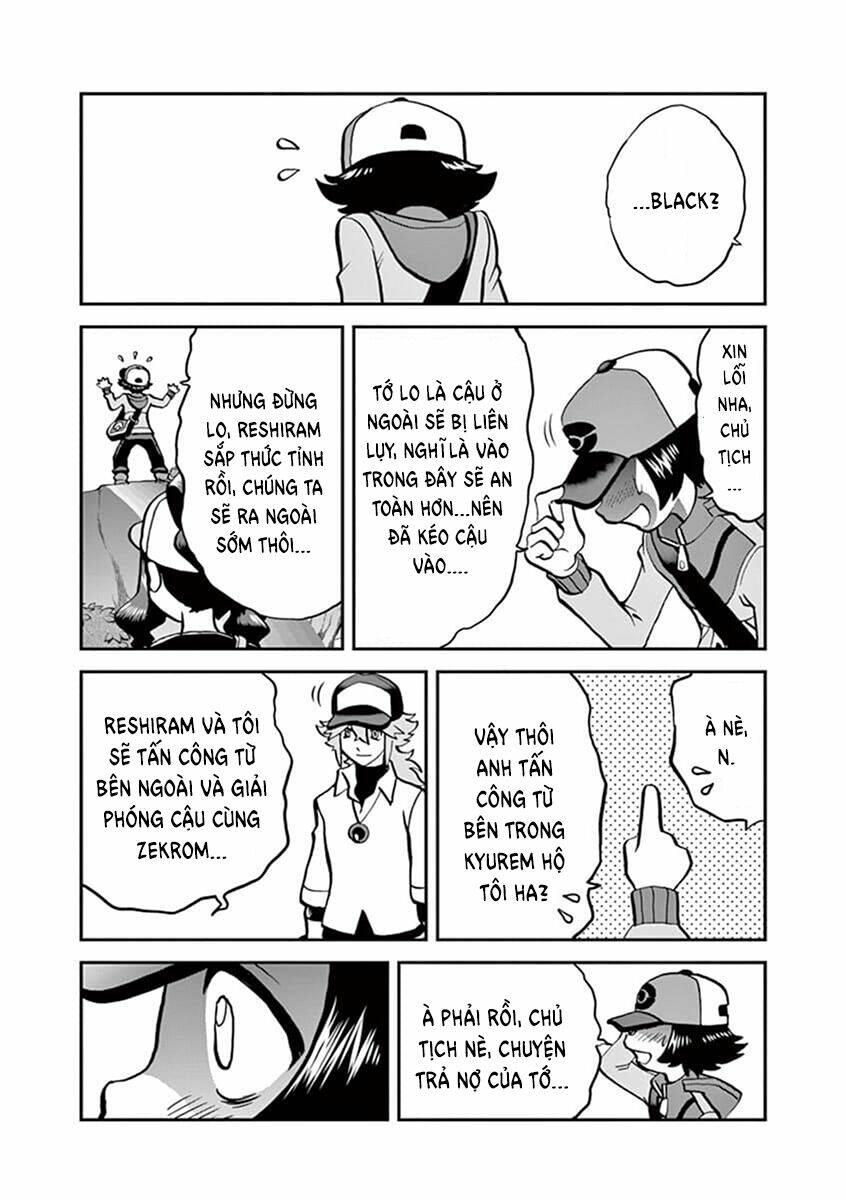 ...BLACK?
XIN
LỖI
NHA,
CHỦ
TỊCH
...
TỚ LO LÀ CẬU Ở
NGOÀI SẼ BỊ LIÊN
LỤY, NGHĨ LÀ VÀO
TRONG ĐÂY SẼ AN
TOÀN HƠN...NÊN
ĐÃ KÉO CẬU
VÀO....
NHƯNG ĐỪNG
LO, RESHIRAM
SẮP THỨC TỈNH
RỒI, CHÚNG TA
SẼ RA NGOÀI
SỚM THÔI...
À NÈ,
N.
VẬY THÔI
ANH TẤN
CÔNG TỪ
BÊN TRONG
KYUREM HỘ
TÔI HA?
RESHIRAM VÀ TÔI
SẼ TẤN CÔNG TỪ
BÊN NGOÀI VÀ GIẢI
PHÓNG CẬU CÙNG
ZEKROM...
À PHẢI RỒI, CHỦ
TỊCH NÈ, CHUYỆN
TRẢ NỢ CỦA TỚ...